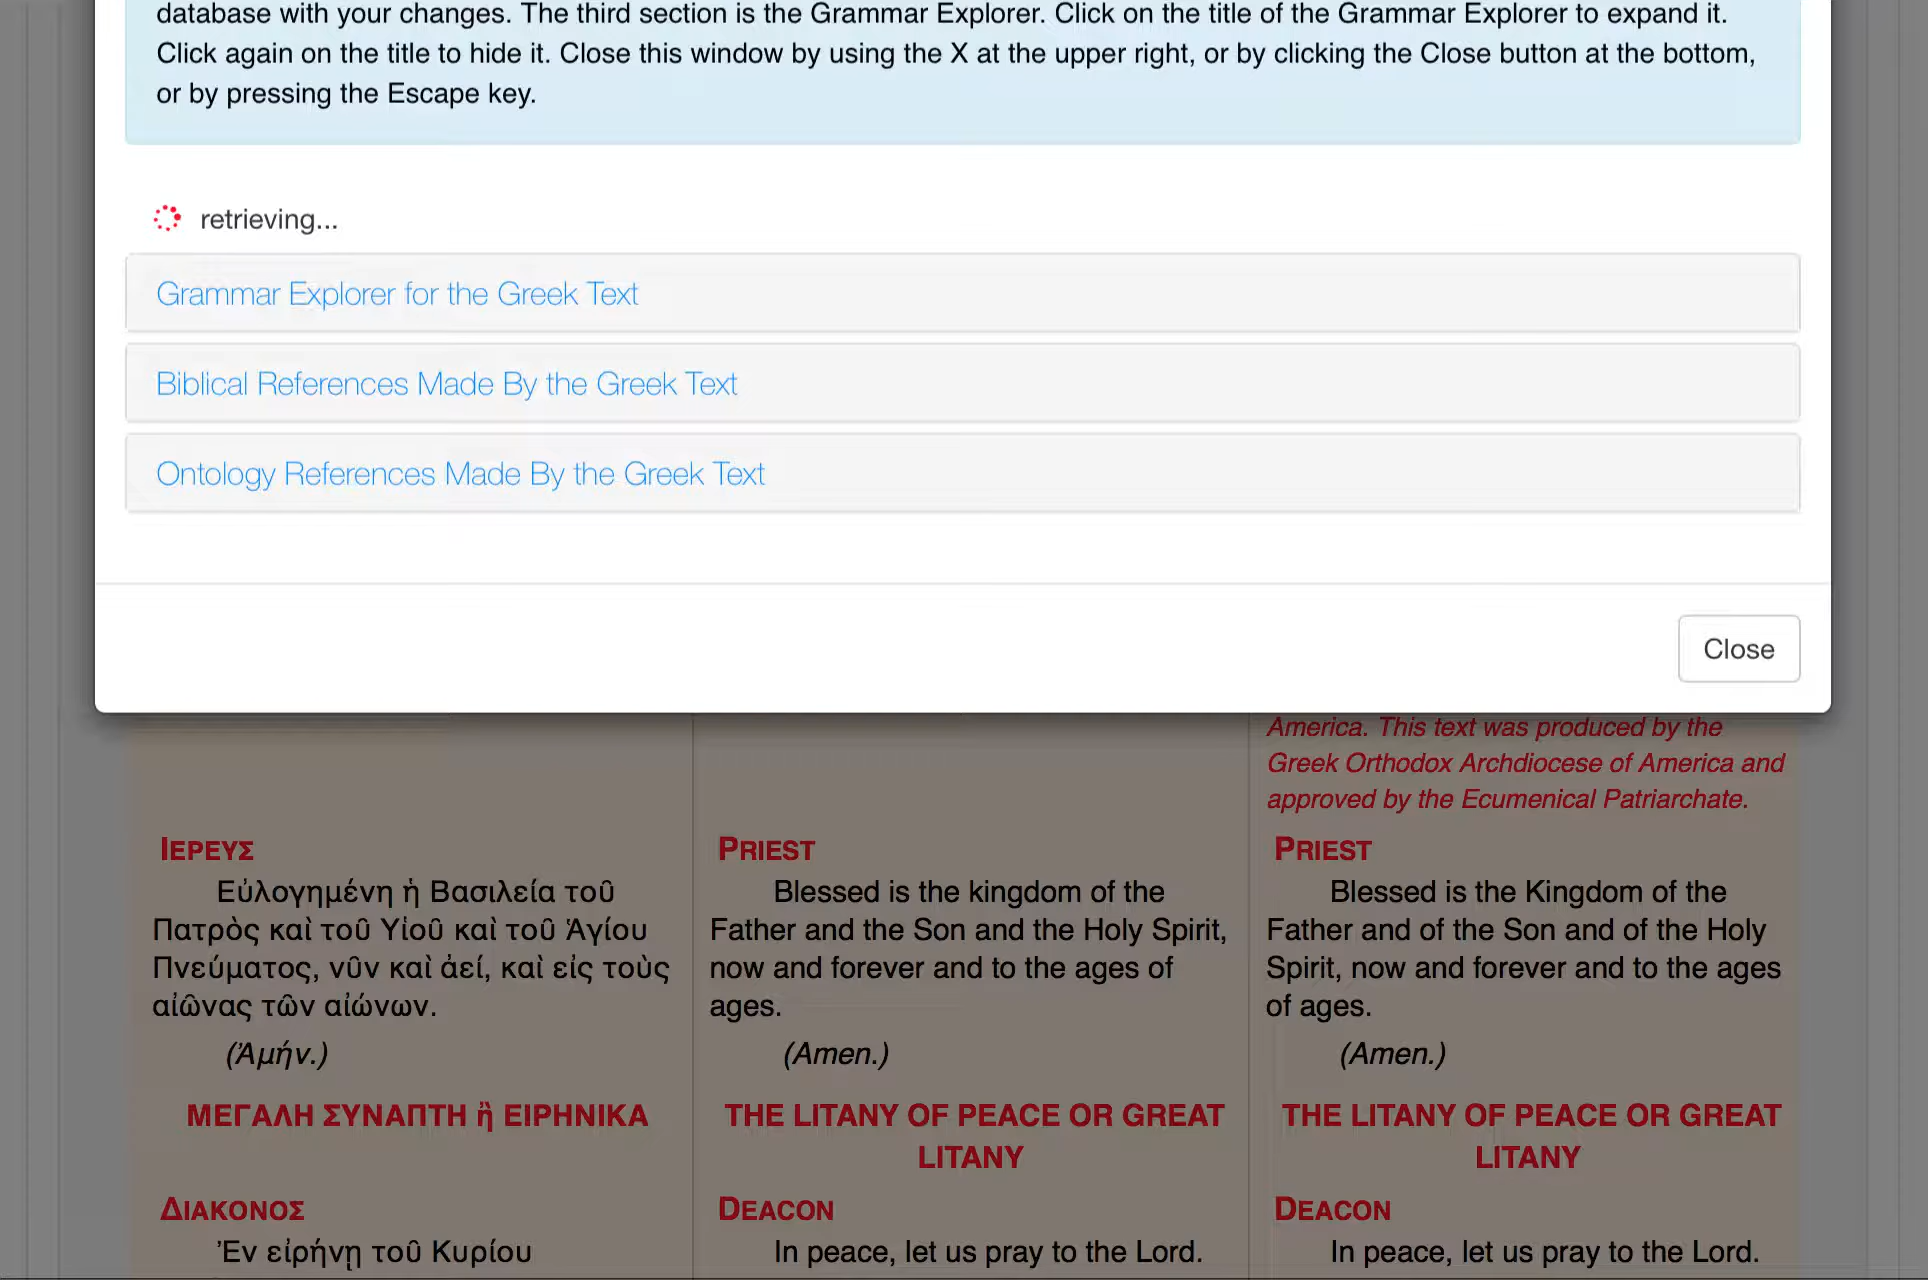 database with your changes. The third section is the Grammar Explorer. Click on the title of the Grammar Explorer to expand it.
Click again on the title to hide it. Close this window by using the X at the upper right, or by clicking the Close button at the bottom,
or by pressing the Escape key.
retrieving...
Grammar Explorer for the Greek Text
Biblical References Made By the Greek Text
Ontology References Made By the Greek Text
Close
America. This text was produced by the
Greek Orthodox Archdiocese of America and
approved by the Ecumenical Patriarchate.
ΙΕΡΕΥΣ
Εὐλογημένη ἡ Βασιλεία τοῦ
Πατρὸς καὶ τοῦ Υἱοῦ καὶ τοῦ Ἁγίου
Πνεύματος, νῦν καὶ ἀεί, καὶ εἰς τοὺς
αἰῶνας τῶν αἰώνων.
(Ἀμήν.)
ΜΕΓΑΛΗ ΣΥΝΑΠΤΗ ἢ ΕΙΡΗΝΙΚΑ
ΔΙΑΚΟΝΟΣ
Ἐν εἰρήνῃ τοῦ Κυρίου
PRIEST
Blessed is the kingdom of the
Father and the Son and the Holy Spirit,
now and forever and to the ages of
ages.
(Amen.)
THE LITANY OF PEACE OR GREAT
LITANY
DEACON
In peace, let us pray to the Lord.
PRIEST
Blessed is the Kingdom of the
Father and of the Son and of the Holy
Spirit, now and forever and to the ages
of ages.
(Amen.)
THE LITANY OF PEACE OR GREAT
LITANY
DEACON
In peace, let us pray to the Lord.